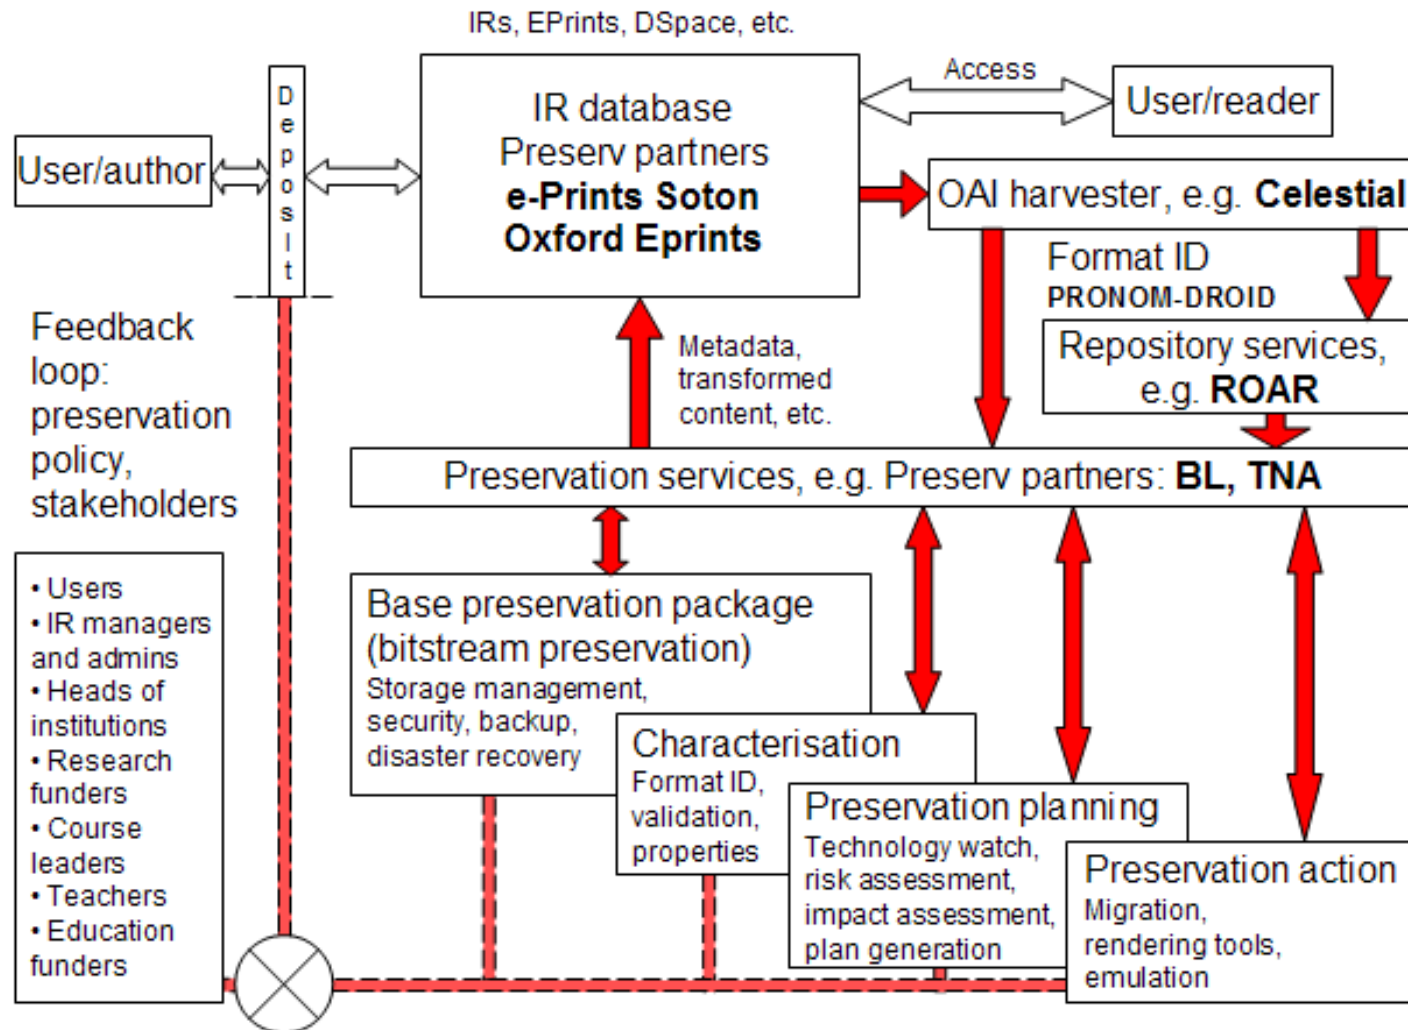 IRs, EPrints, DSpace, etc.
Deposit
IR database
Preserv partners
e-Prints Soton
Oxford Eprints
Access
User/reader
User/author
OAI harvester, e.g. Celestial
Format ID
PRONOM-DROID
Repository services,
e.g. ROAR
Feedback
loop:
preservation
policy,
stakeholders
Metadata,
transformed
content, etc.
Preservation services, e.g. Preserv partners: BL, TNA
• Users
• IR managers
and admins
• Heads of
institutions
• Research
funders
• Course
leaders
• Teachers
• Education
funders
Base preservation package
(bitstream preservation)
Storage management,
security, backup,
disaster recovery
Characterisation
Format ID,
validation,
properties
Preservation planning
Technology watch,
risk assessment,
impact assessment,
plan generation
Preservation action
Migration,
rendering tools,
emulation